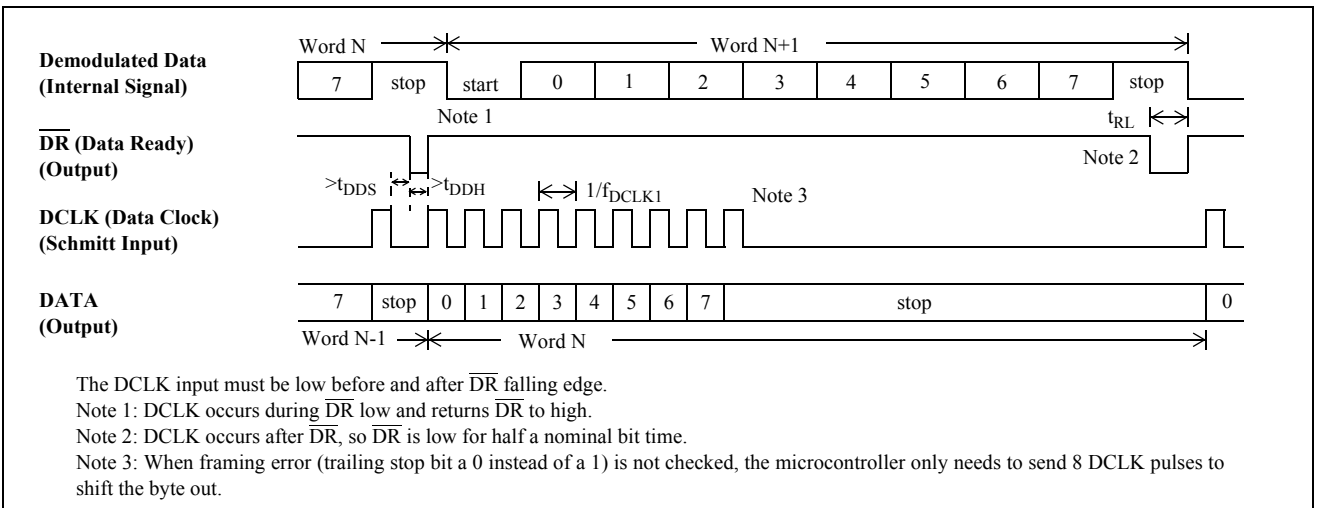 Word N
Word N+1
Demodulated Data
(Internal Signal)
7 stop start 0 1 2 3 4 5 6 7 stop
Note 1
tRL
DR (Data Ready)
(Output)
Note 2
>tDDS
>tDDH
1/fDCLK1
Note 3
DCLK (Data Clock)
(Schmitt Input)
DATA
(Output)
7 stop 0 1 2 3 4 5 6 7 stop 0
Word N-1
Word N
The DCLK input must be low before and after DR falling edge.
Note 1: DCLK occurs during DR low and returns DR to high.
Note 2: DCLK occurs after DR, so DR is low for half a nominal bit time.
Note 3: When framing error (trailing stop bit a 0 instead of a 1) is not checked, the microcontroller only needs to send 8 DCLK pulses to
shift the byte out.